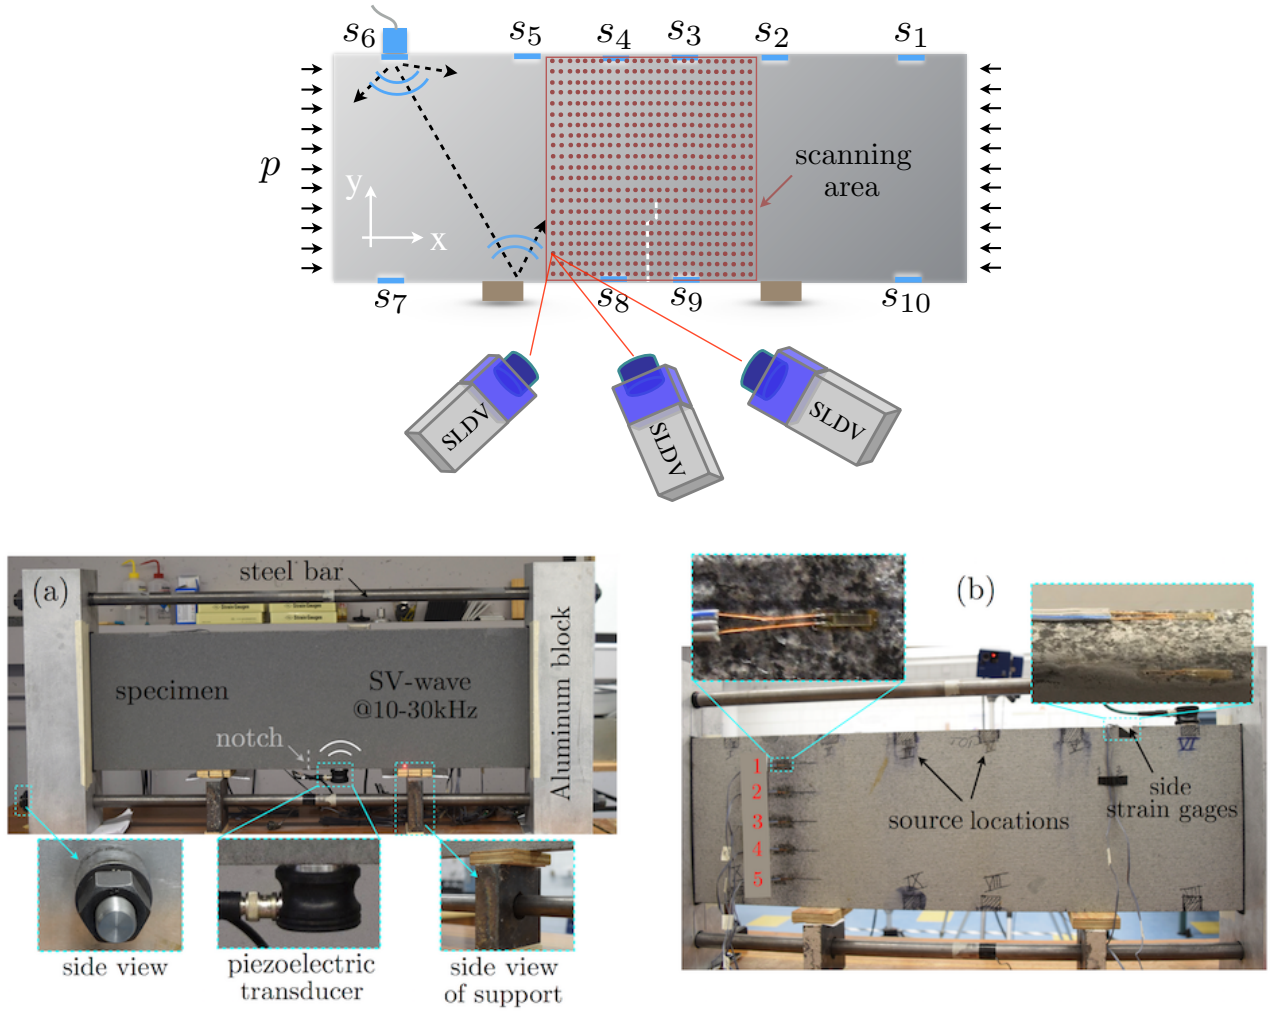 s6
s5
s4
s3
s2
s1
p
y
x
scanning
area
s7
s8
s9
s10
SLDV
SLDV
SLDV
(a)
steel bar
specimen
SV-wave
@10-30kHz
notch
Aluminum block
side view
piezoelectric
transducer
side view
of support
(b)
1
2
3
4
5
source locations
side
strain gages
VI
VIII